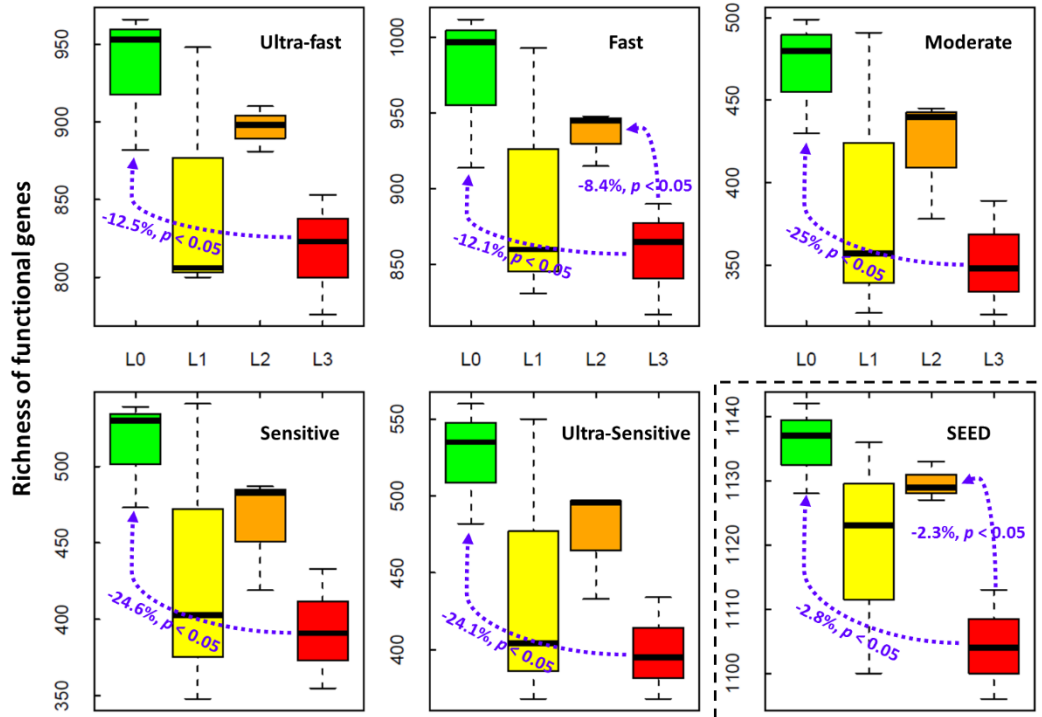 Richness of functional genes
Ultra-fast
950
900
850
800
-12.5%, p < 0.05
Fast
1000
950
900
850
-8.4%, p < 0.05
-12.1%, p < 0.05
Moderate
500
450
400
350
-25%, p < 0.05
L0 L1 L2 L3
L0 L1 L2 L3
L0 L1 L2 L3
Sensitive
500
450
400
350
-24.6%, p < 0.05
Ultra-Sensitive
550
500
450
400
-24.1%, p < 0.05
SEED
1140
1130
1120
1110
1100
-2.3%, p < 0.05
-2.8%, p < 0.05